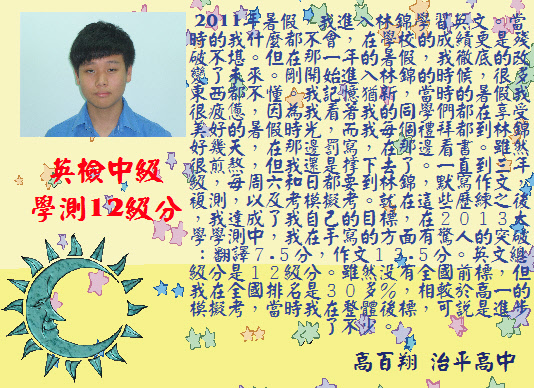 2011年暑假，我進入林錦學習英文。當
時的我什麼都不會，在學校的成績更是殘
破不堪。但在那一年的暑假，我徹底的改
變了未來。剛開始進入林錦的時候，很多
東西都不懂。我記憶猶新，當時的暑假我
很疲憊，因為我看著我的同學們都在享受
美好的暑假時光，而我每個禮拜都到林錦
好幾天，在那邊罰寫，在那邊看書。雖然
很煎熬，但我還是撐下去了。一直到三年
級，每周六和日都要到林錦，默寫作文，
複測，以及考模擬考。就在這些歷練之後
，我達成了我自己的目標，在2013大
學學測中，我在手寫的方面有驚人的突破
：翻譯7.5分，作文13.5分。英文總
級分是12級分。雖然沒有全國前標，但
我在全國排名是30多%，相較於高一的
模擬考，當時我在整體後標，可說是進步
了不少。
英檢中級
學測12級分
高百翔 治平高中